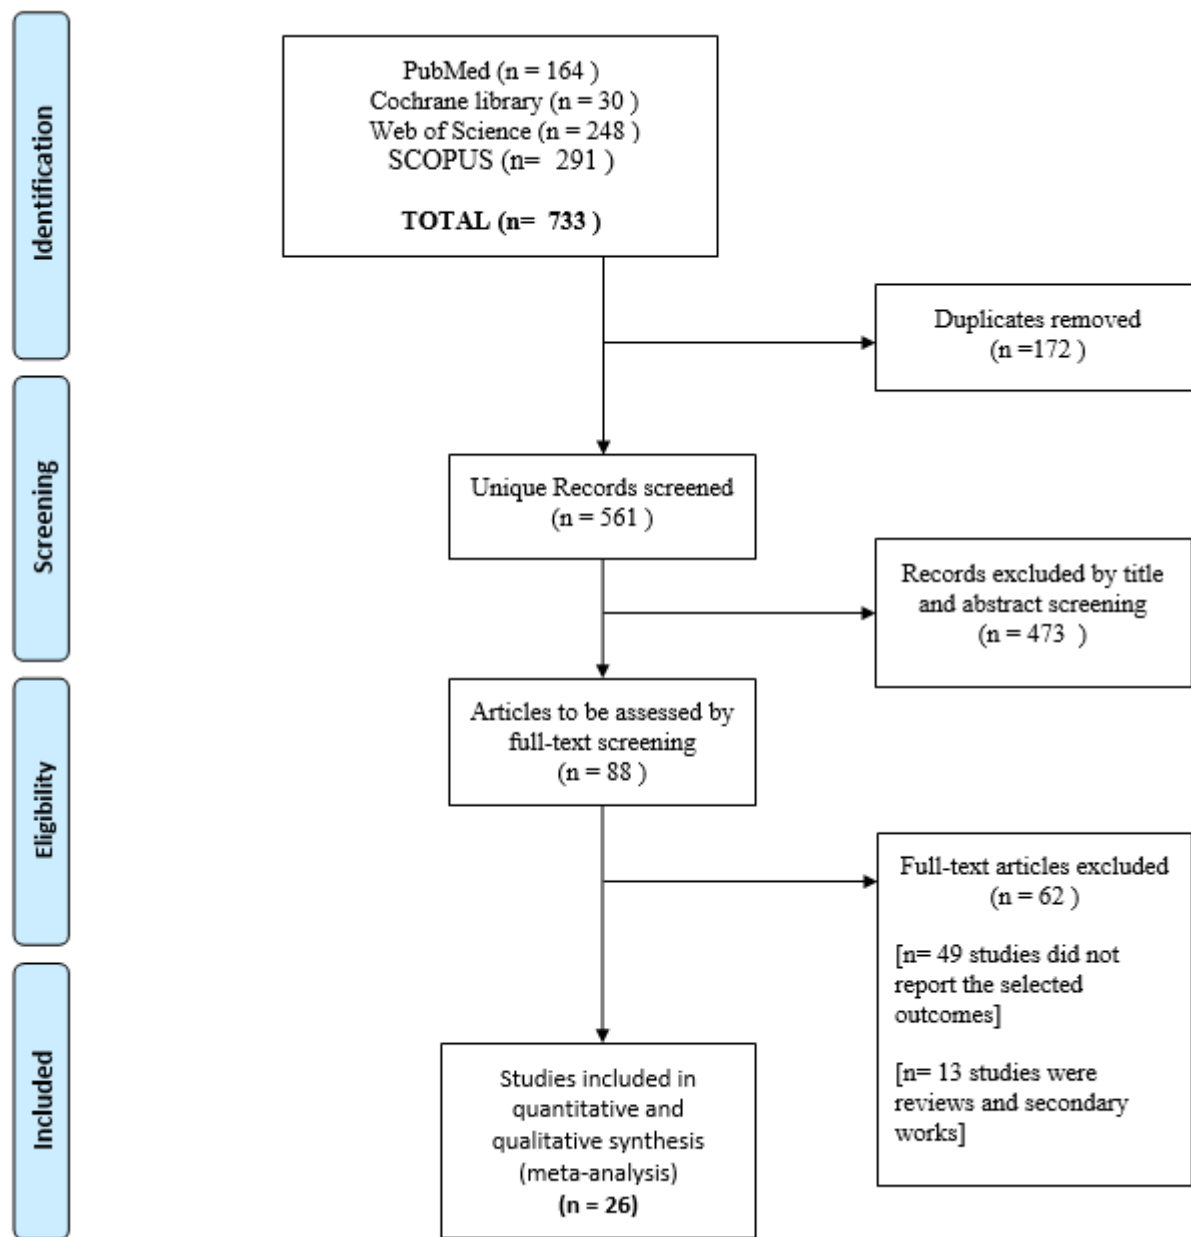 Identification
PubMed (n = 164 )
Cochrane library (n = 30 )
Web of Science (n = 248 )
SCOPUS (n=  291 )
TOTAL (n=  733 )
Duplicates removed
(n =172 )
Screening
Unique Records screened
(n = 561 )
Records excluded by title
and abstract screening
(n = 473  )
Eligibility
Articles to be assessed by
full-text screening
(n = 88 )
Full-text articles excluded
(n = 62 )
[n= 49 studies did not
report the selected
outcomes]
[n= 13 studies were
reviews and secondary
works]
Included
Studies included in
quantitative and
qualitative synthesis
(meta-analysis)
(n = 26)